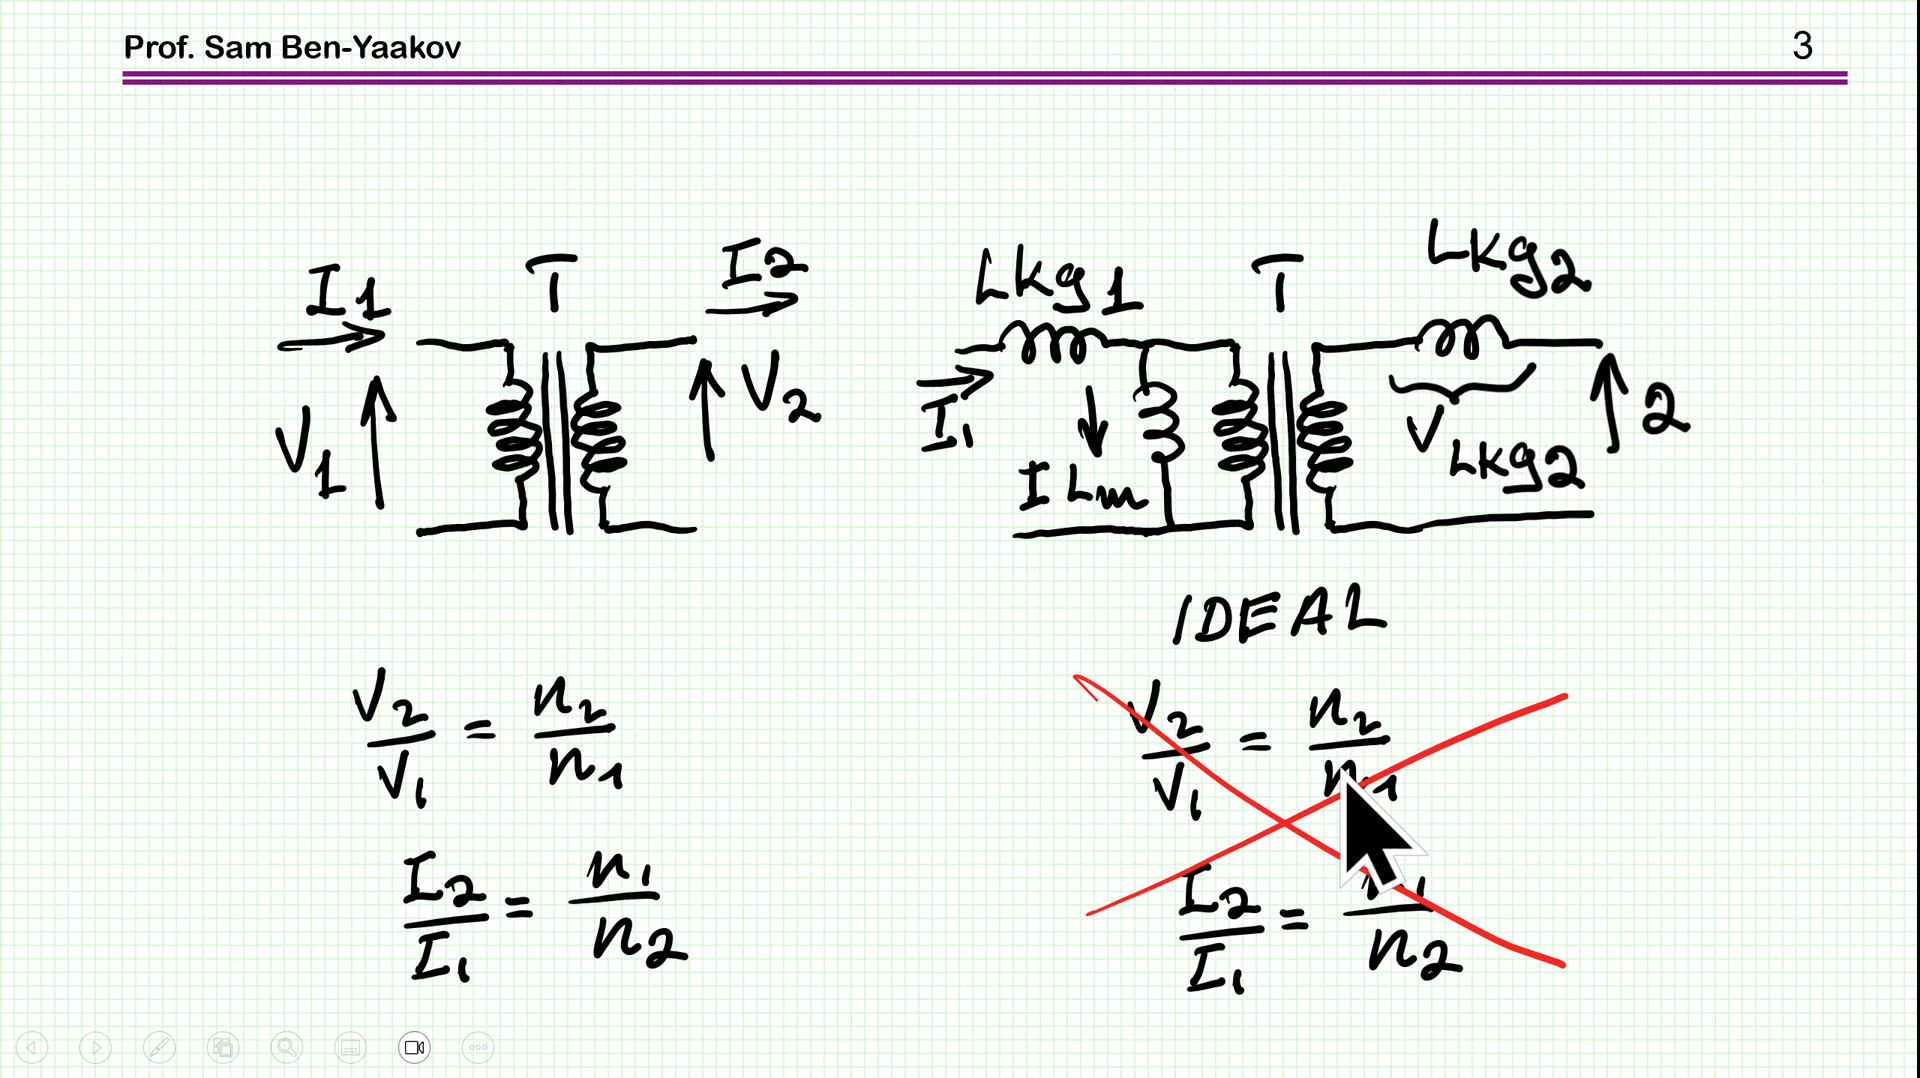 Prof. Sam Ben-Yaakov 3
I1 T I2
V1 V2
V2/V1 = n2/n1
I2/I1 = n1/n2
Lkg1 T Lkg2
I1 ILm VLkg2 2
IDEAL
V2/V1 = n2/n1
I2/I1 = n1/n2